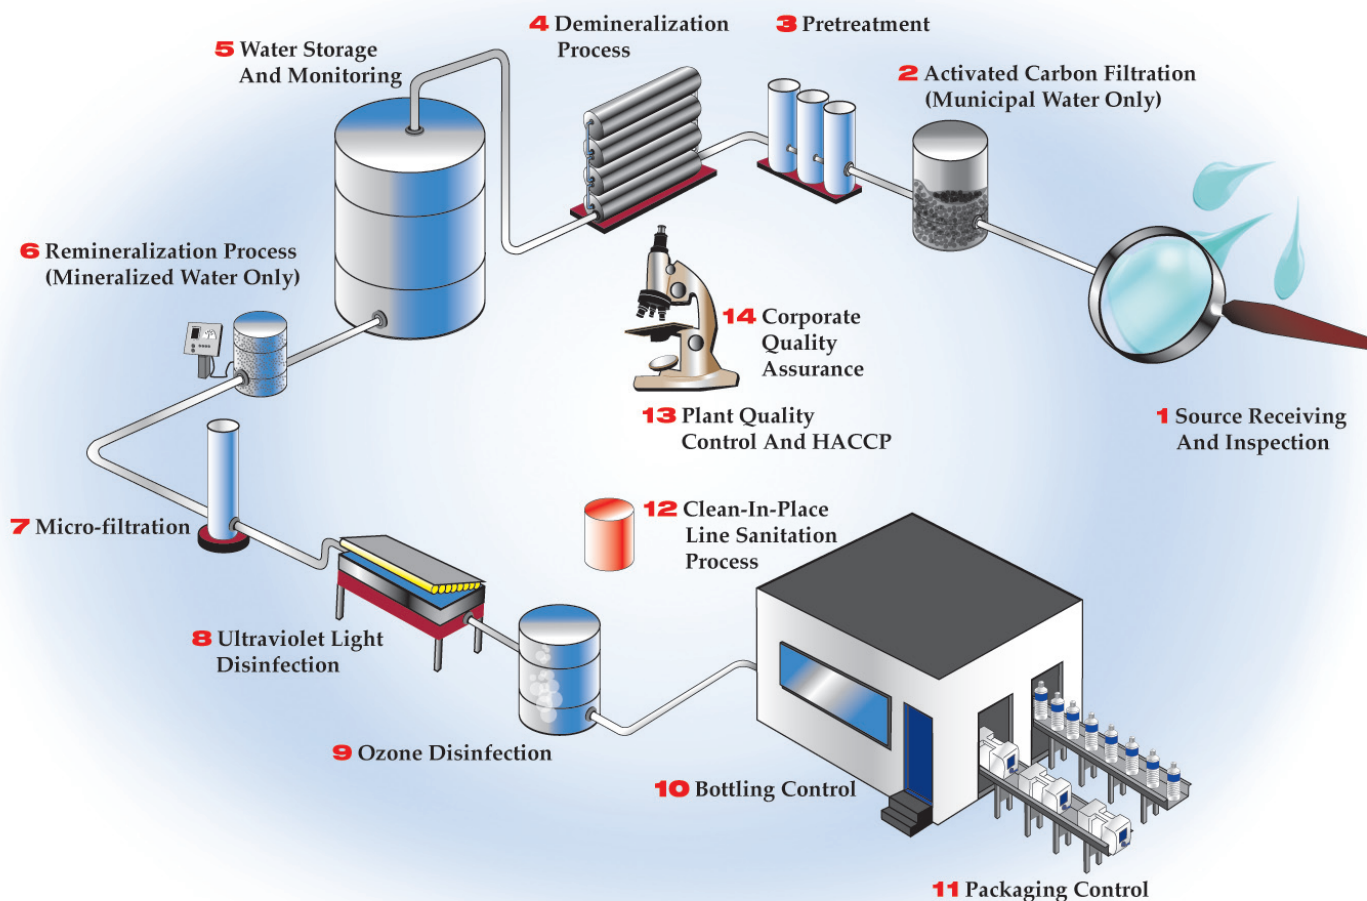 1 Source Receiving
And Inspection
2 Activated Carbon Filtration
(Municipal Water Only)
3 Pretreatment
4 Demineralization
Process
5 Water Storage
And Monitoring
6 Remineralization Process
(Mineralized Water Only)
7 Micro-filtration
8 Ultraviolet Light
Disinfection
9 Ozone Disinfection
10 Bottling Control
11 Packaging Control
12 Clean-In-Place
Line Sanitation
Process
13 Plant Quality
Control And HACCP
14 Corporate
Quality
Assurance